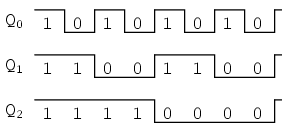 Q₀ 1 0 1 0 1 0 1 0
Q₁ 1 1 0 0 1 1 0 0
Q₂ 1 1 1 1 0 0 0 0